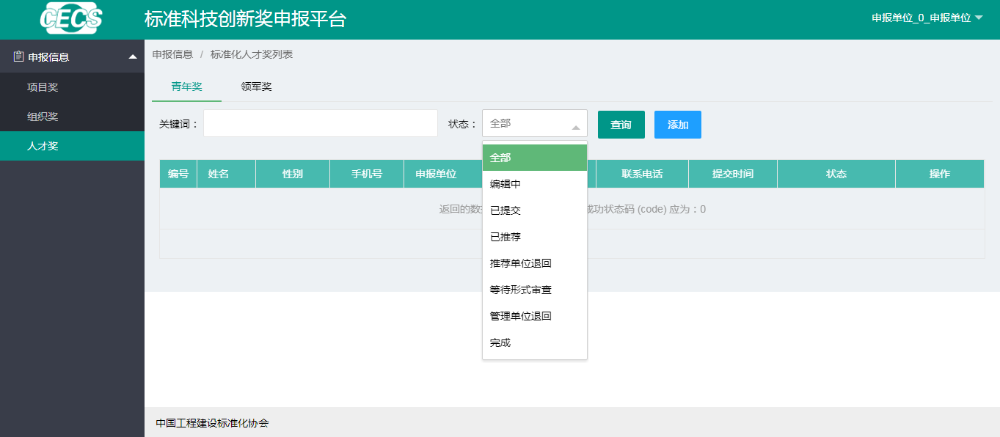 CECS
标准科技创新奖申报平台
申报单位_0_申报单位
申报信息
项目奖
组织奖
人才奖
申报信息 / 标准化人才奖列表
青年奖 领军奖
关键词： 状态： 全部 查询 添加
编号 姓名 性别 手机号 申报单位 联系电话 提交时间 状态 操作
返回的数 成功状态码 (code) 应为：0
全部
编辑中
已提交
已推荐
推荐单位退回
等待形式审查
管理单位退回
完成
中国工程建设标准化协会